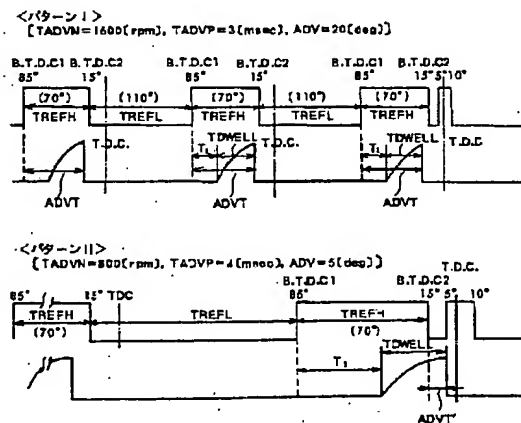 <パターンI>
[TADVN=1600(rpm), TADVP=3(msec), ADV=20(deg)]
B.T.D.C1 B.T.D.C2 B.T.D.C1 B.T.D.C2 B.T.D.C1 B.T.D.C2
85° 15° 85° 15° 85° 15° 5° 10°
(70°) (110°) (70°) (110°) (70°)
TREFH TREFL TREFH TREFL TREFH
T.D.C. T₁ TDWELL T.D.C. T₁ TDWELL T.D.C.
ADVT ADVT ADVT
<パターンII>
[TADVN=800(rpm), TADVP=4(msec), ADV=5(deg)]
T.D.C.
B.T.D.C1 B.T.D.C2
85° 15° TDC 15° 5° 10°
TREFH TREFL TREFH
(70°) (70°)
TDWELL
T₁
ADVT'